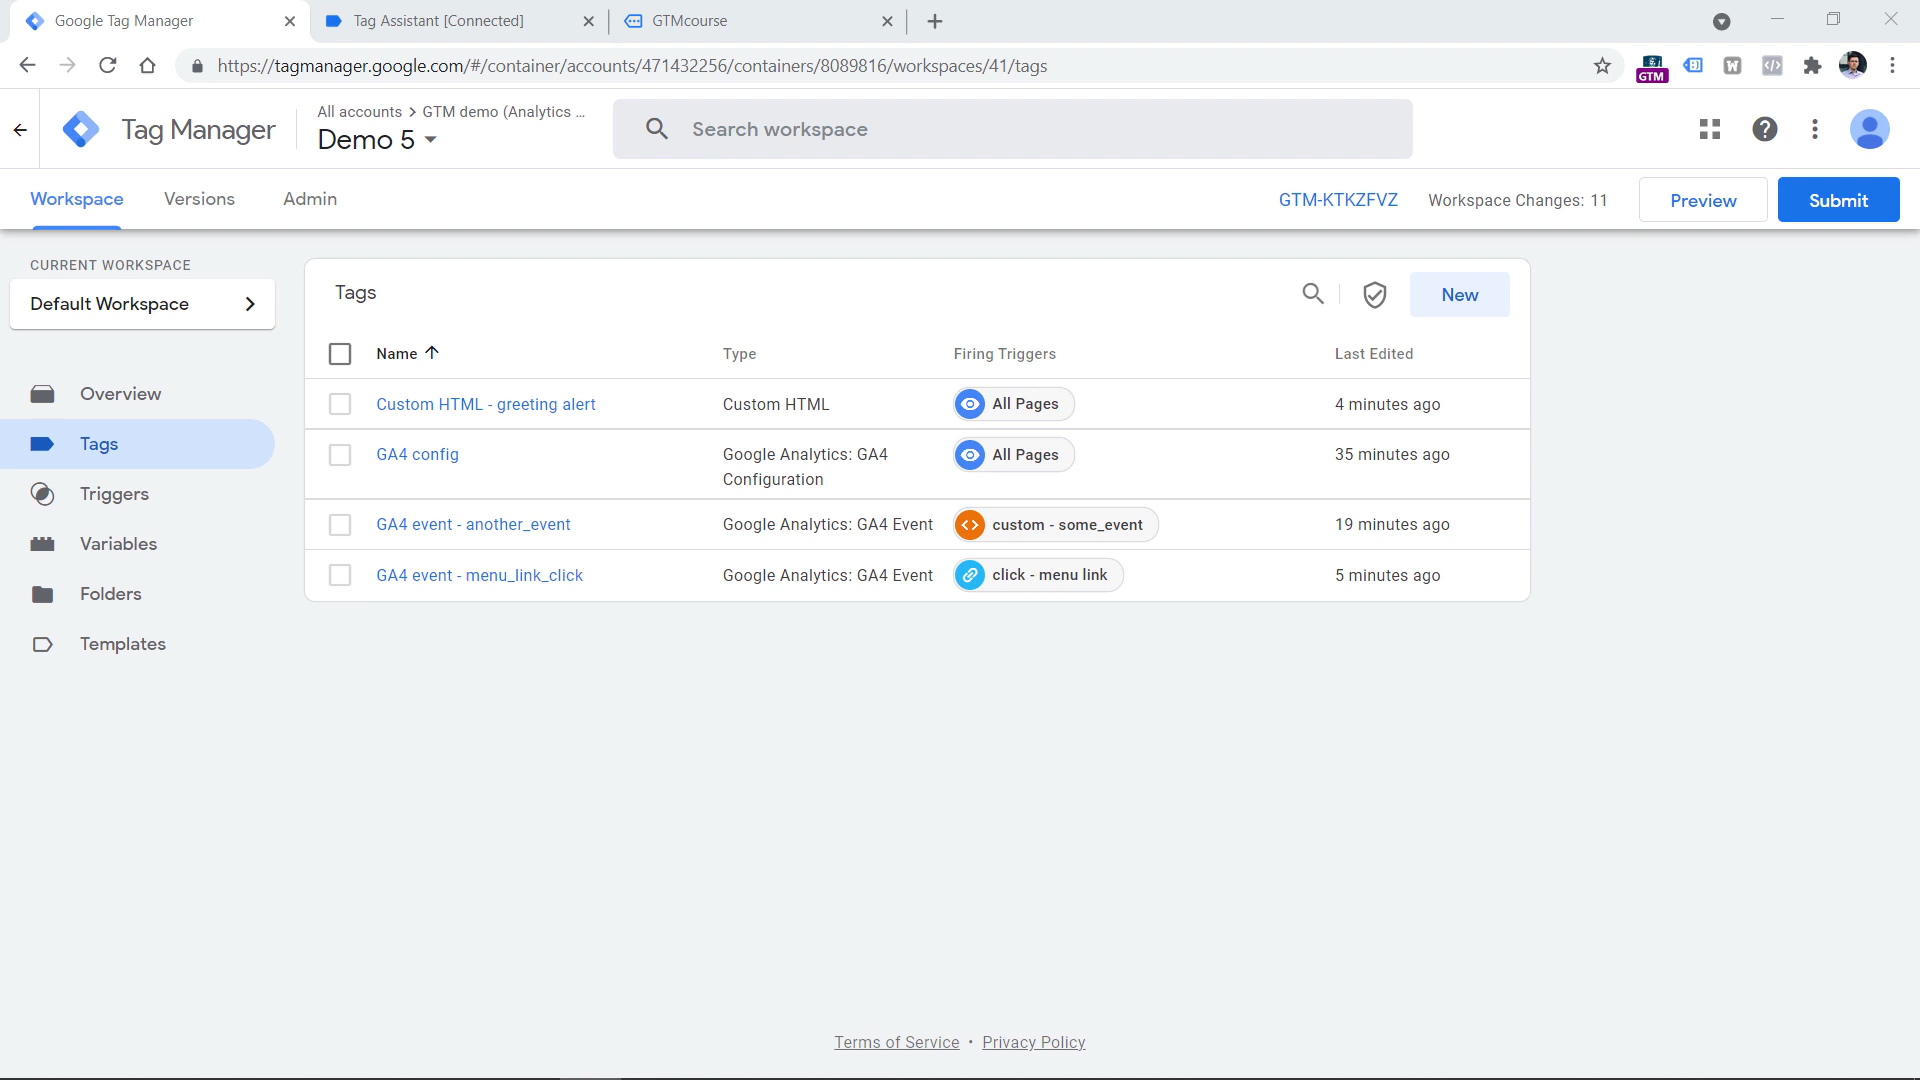 Google Tag Manager
Tag Assistant [Connected]
GTMcourse
https://tagmanager.google.com/#/container/accounts/471432256/containers/8089816/workspaces/41/tags
GTM
W
Tag Manager
All accounts > GTM demo (Analytics ...
Demo 5
Search workspace
Workspace
Versions
Admin
GTM-KTKZFVZ
Workspace Changes: 11
Preview
Submit
CURRENT WORKSPACE
Default Workspace
Overview
Tags
Triggers
Variables
Folders
Templates
Tags
New
Name
Type
Firing Triggers
Last Edited
Custom HTML - greeting alert
Custom HTML
All Pages
4 minutes ago
GA4 config
Google Analytics: GA4
Configuration
All Pages
35 minutes ago
GA4 event - another_event
Google Analytics: GA4 Event
custom - some_event
19 minutes ago
GA4 event - menu_link_click
Google Analytics: GA4 Event
click - menu link
5 minutes ago
Terms of Service • Privacy Policy